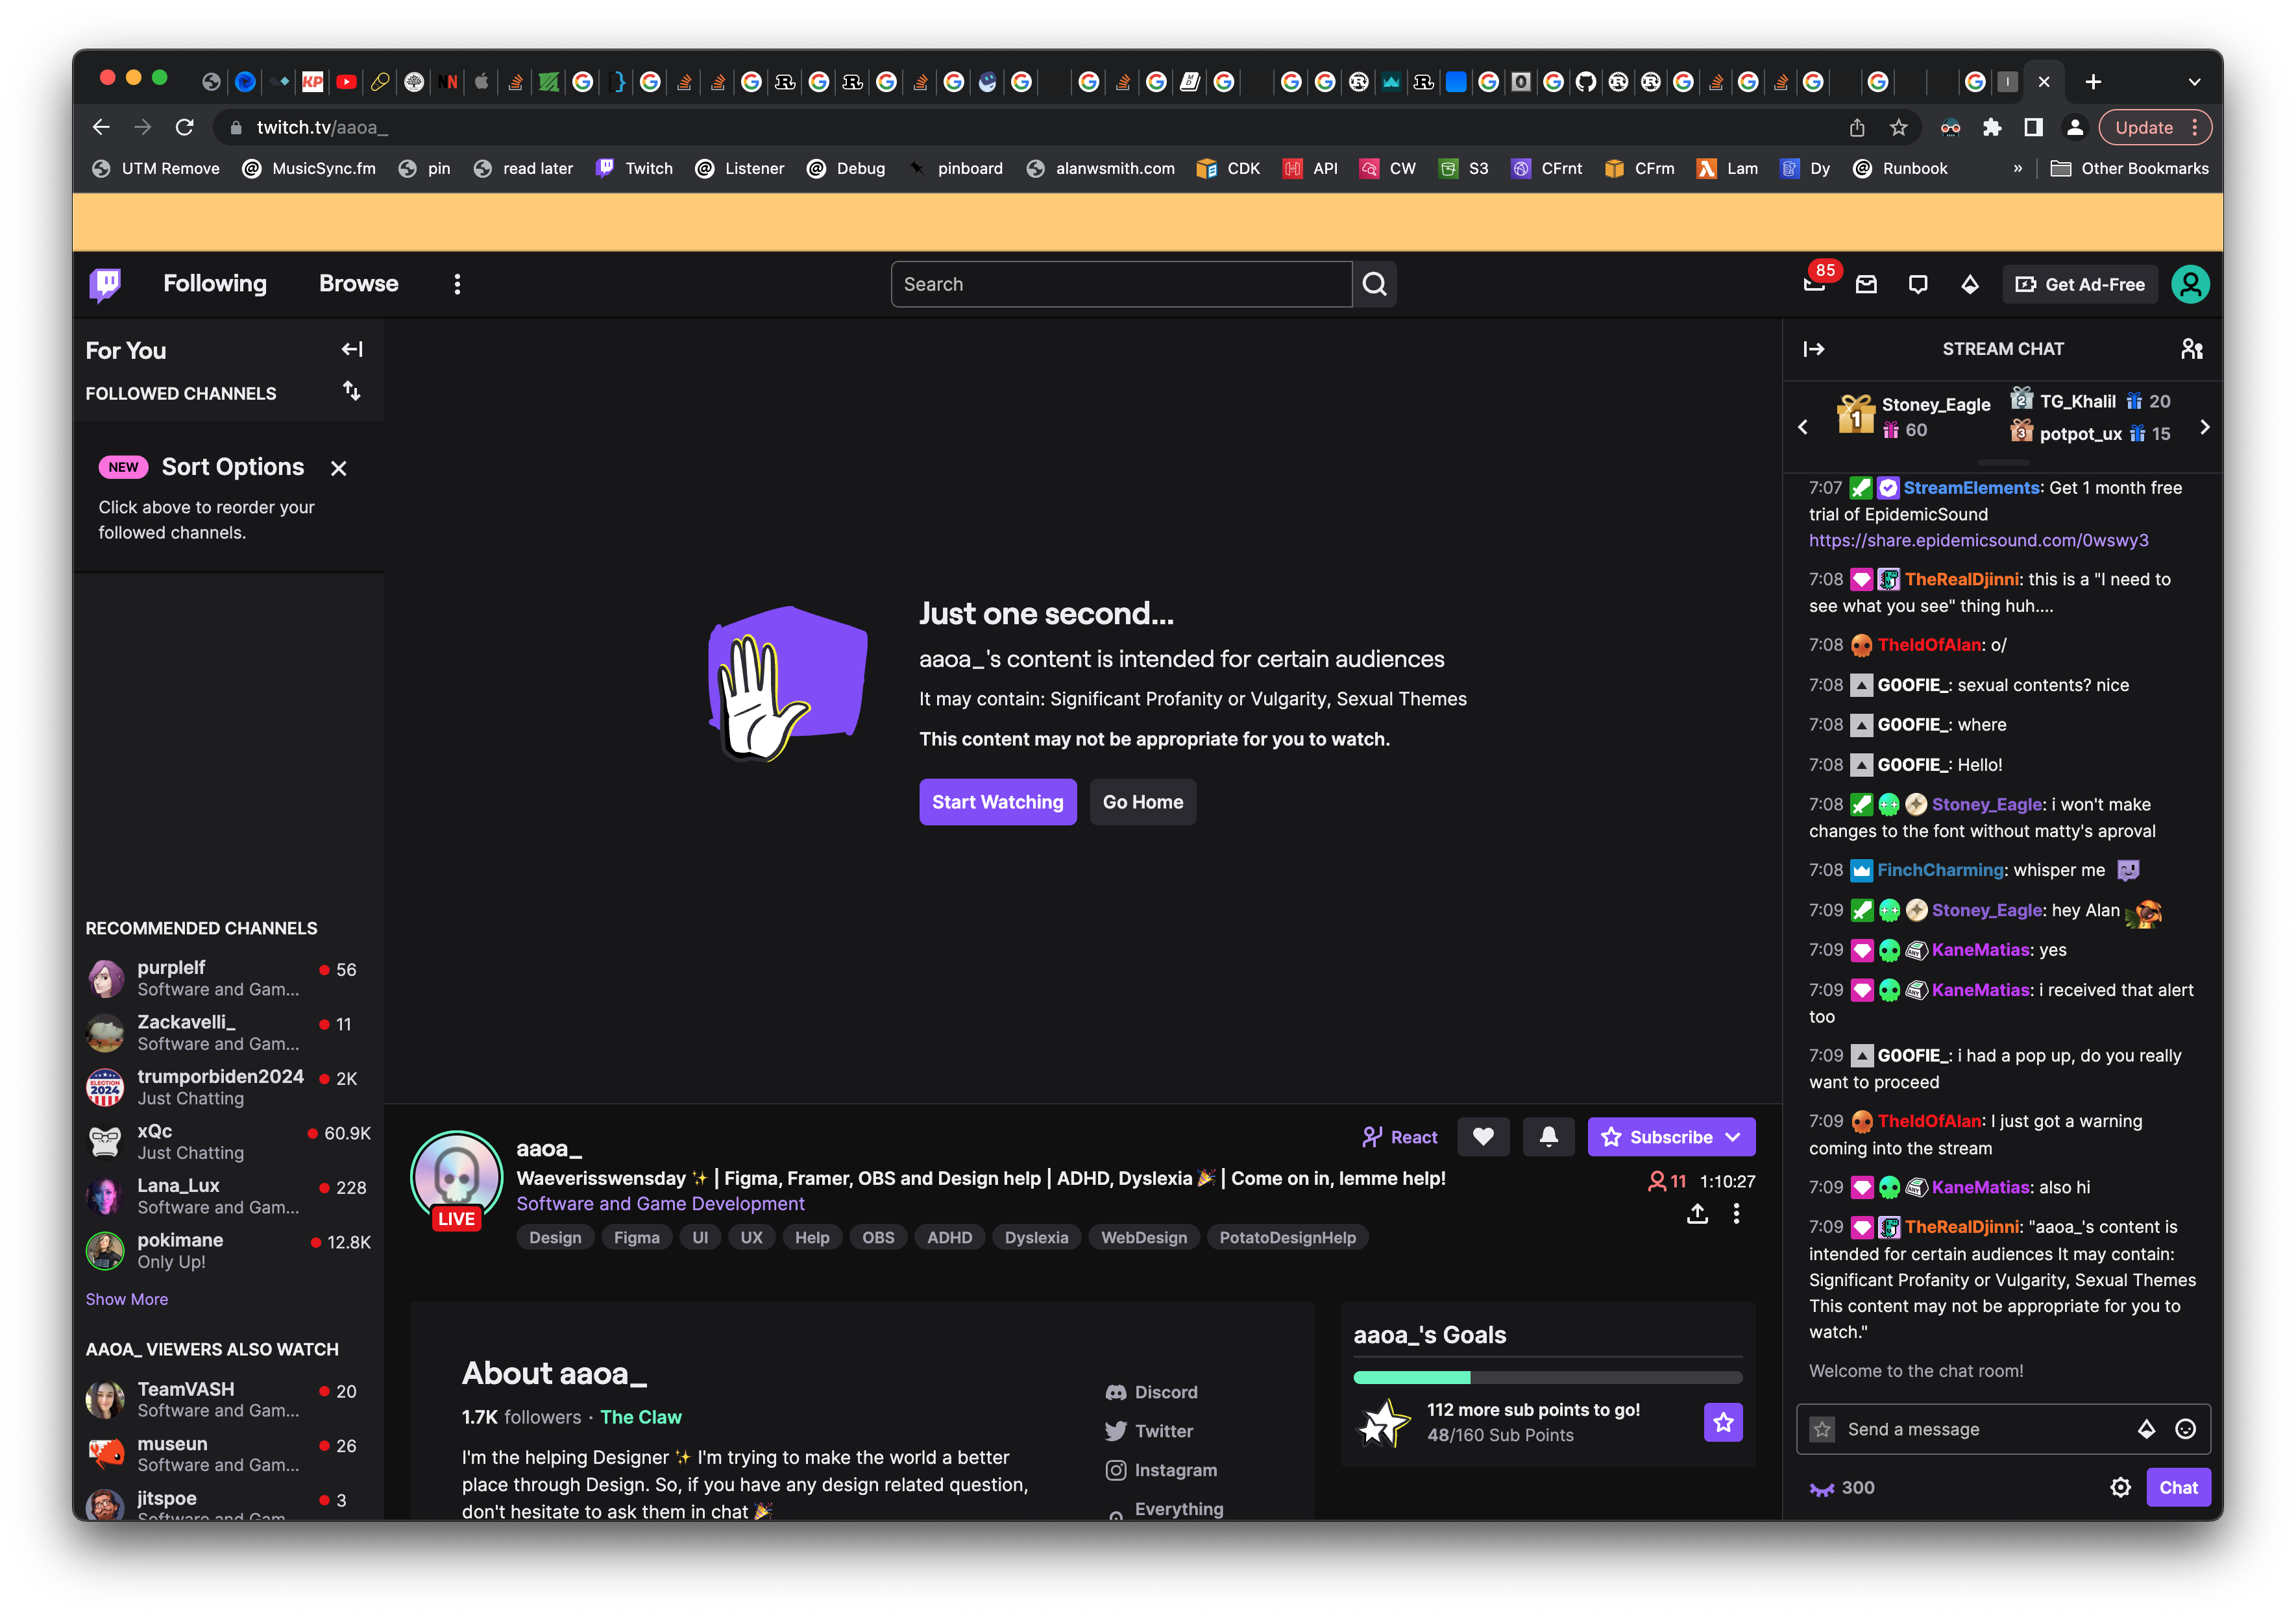 twitch.tv/aaoa_
Update
UTM Remove
MusicSync.fm
pin
read later
Twitch
Listener
Debug
pinboard
alanwsmith.com
CDK
API
CW
S3
CFrnt
CFrm
Lam
Dy
Runbook
»
Other Bookmarks
Following
Browse
Search
85
Get Ad-Free
For You
FOLLOWED CHANNELS
NEW Sort Options
Click above to reorder your
followed channels.
RECOMMENDED CHANNELS
purplelf 56
Software and Gam...
Zackavelli_ 11
Software and Gam...
trumporbiden2024 2K
Just Chatting
xQc 60.9K
Just Chatting
Lana_Lux 228
Software and Gam...
pokimane 12.8K
Only Up!
Show More
AAOA_ VIEWERS ALSO WATCH
TeamVASH 20
Software and Gam...
museun 26
Software and Gam...
jitspoe 3
Software and Gam...
Just one second...
aaoa_'s content is intended for certain audiences
It may contain: Significant Profanity or Vulgarity, Sexual Themes
This content may not be appropriate for you to watch.
Start Watching
Go Home
LIVE
aaoa_
React
Subscribe
Waeverisswensday ✨ | Figma, Framer, OBS and Design help | ADHD, Dyslexia 🎉 | Come on in, lemme help!
11 1:10:27
Software and Game Development
Design
Figma
UI
UX
Help
OBS
ADHD
Dyslexia
WebDesign
PotatoDesignHelp
About aaoa_
1.7K followers · The Claw
I'm the helping Designer ✨ I'm trying to make the world a better
place through Design. So, if you have any design related question,
don't hesitate to ask them in chat 🎉
Discord
Twitter
Instagram
Everything
aaoa_'s Goals
112 more sub points to go!
48/160 Sub Points
STREAM CHAT
1 Stoney_Eagle
60
2 TG_Khalil 20
3 potpot_ux 15
7:07 StreamElements: Get 1 month free
trial of EpidemicSound
https://share.epidemicsound.com/0wswy3
7:08 TheRealDjinni: this is a "I need to
see what you see" thing huh....
7:08 TheIdOfAlan: o/
7:08 G0OFIE_: sexual contents? nice
7:08 G0OFIE_: where
7:08 G0OFIE_: Hello!
7:08 Stoney_Eagle: i won't make
changes to the font without matty's aproval
7:08 FinchCharming: whisper me
7:09 Stoney_Eagle: hey Alan
7:09 KaneMatias: yes
7:09 KaneMatias: i received that alert
too
7:09 G0OFIE_: i had a pop up, do you really
want to proceed
7:09 TheIdOfAlan: I just got a warning
coming into the stream
7:09 KaneMatias: also hi
7:09 TheRealDjinni: "aaoa_'s content is
intended for certain audiences It may contain:
Significant Profanity or Vulgarity, Sexual Themes
This content may not be appropriate for you to
watch."
Welcome to the chat room!
Send a message
300
Chat